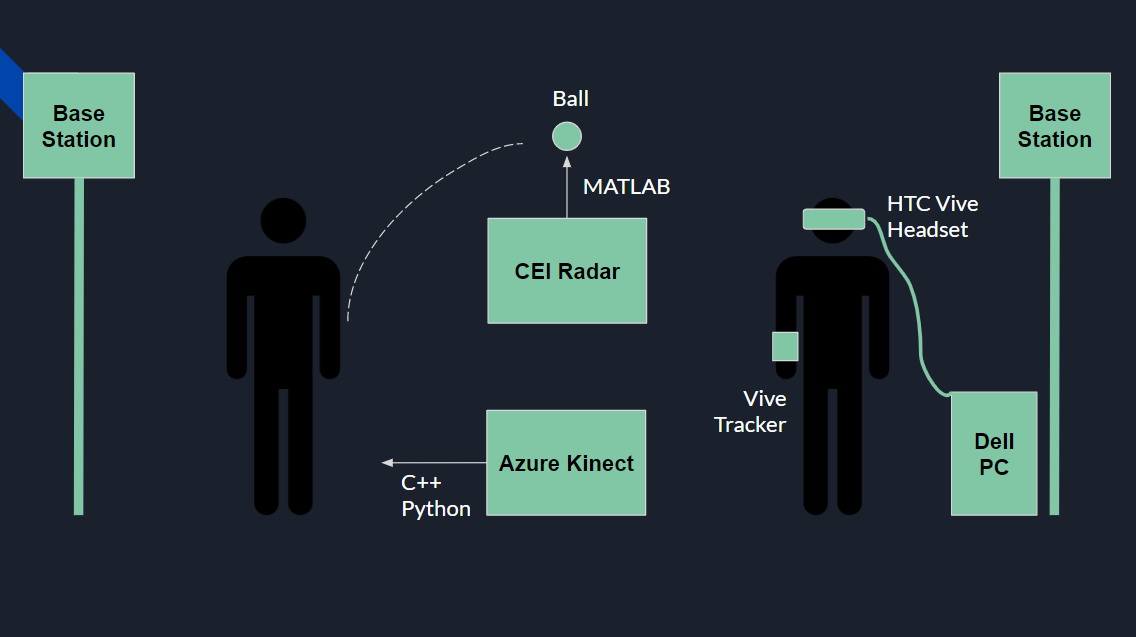 Base
Station
Ball
MATLAB
CEI Radar
Azure Kinect
C++
Python
HTC Vive
Headset
Vive
Tracker
Dell
PC
Base
Station